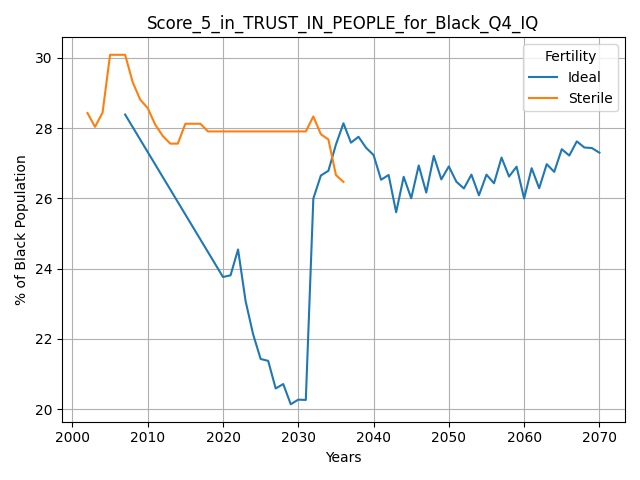 Score_5_in_TRUST_IN_PEOPLE_for_Black_Q4_IQ
Fertility
Ideal
Sterile
% of Black Population
30
28
26
24
22
20
2000 2010 2020 2030 2040 2050 2060 2070
Years